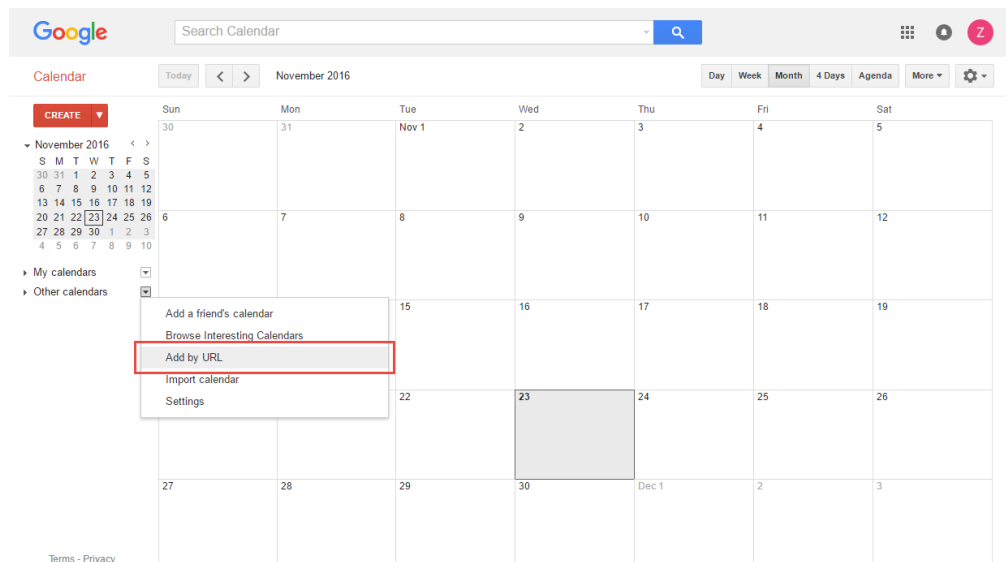 Google Search Calendar Z
Calendar Today November 2016 Day Week Month 4 Days Agenda More
CREATE
November 2016
S M T W T F S
30 31 1 2 3 4 5
6 7 8 9 10 11 12
13 14 15 16 17 18 19
20 21 22 23 24 25 26
27 28 29 30 1 2 3
4 5 6 7 8 9 10
My calendars
Other calendars
Add a friend's calendar
Browse Interesting Calendars
Add by URL
Import calendar
Settings
Sun Mon Tue Wed Thu Fri Sat
30 31 Nov 1 2 3 4 5
6 7 8 9 10 11 12
15 16 17 18 19
22 23 24 25 26
27 28 29 30 Dec 1 2 3
Terms - Privacy